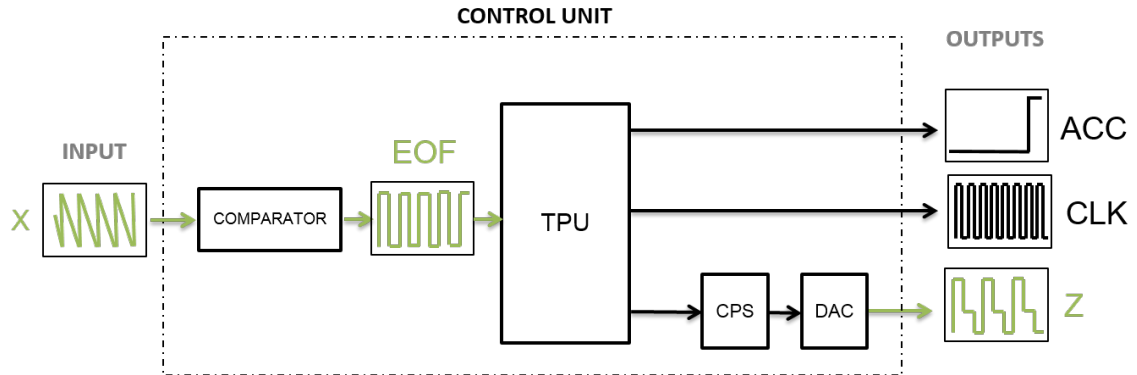 CONTROL UNIT
OUTPUTS
INPUT
EOF
ACC
X
COMPARATOR
TPU
CLK
CPS
DAC
Z